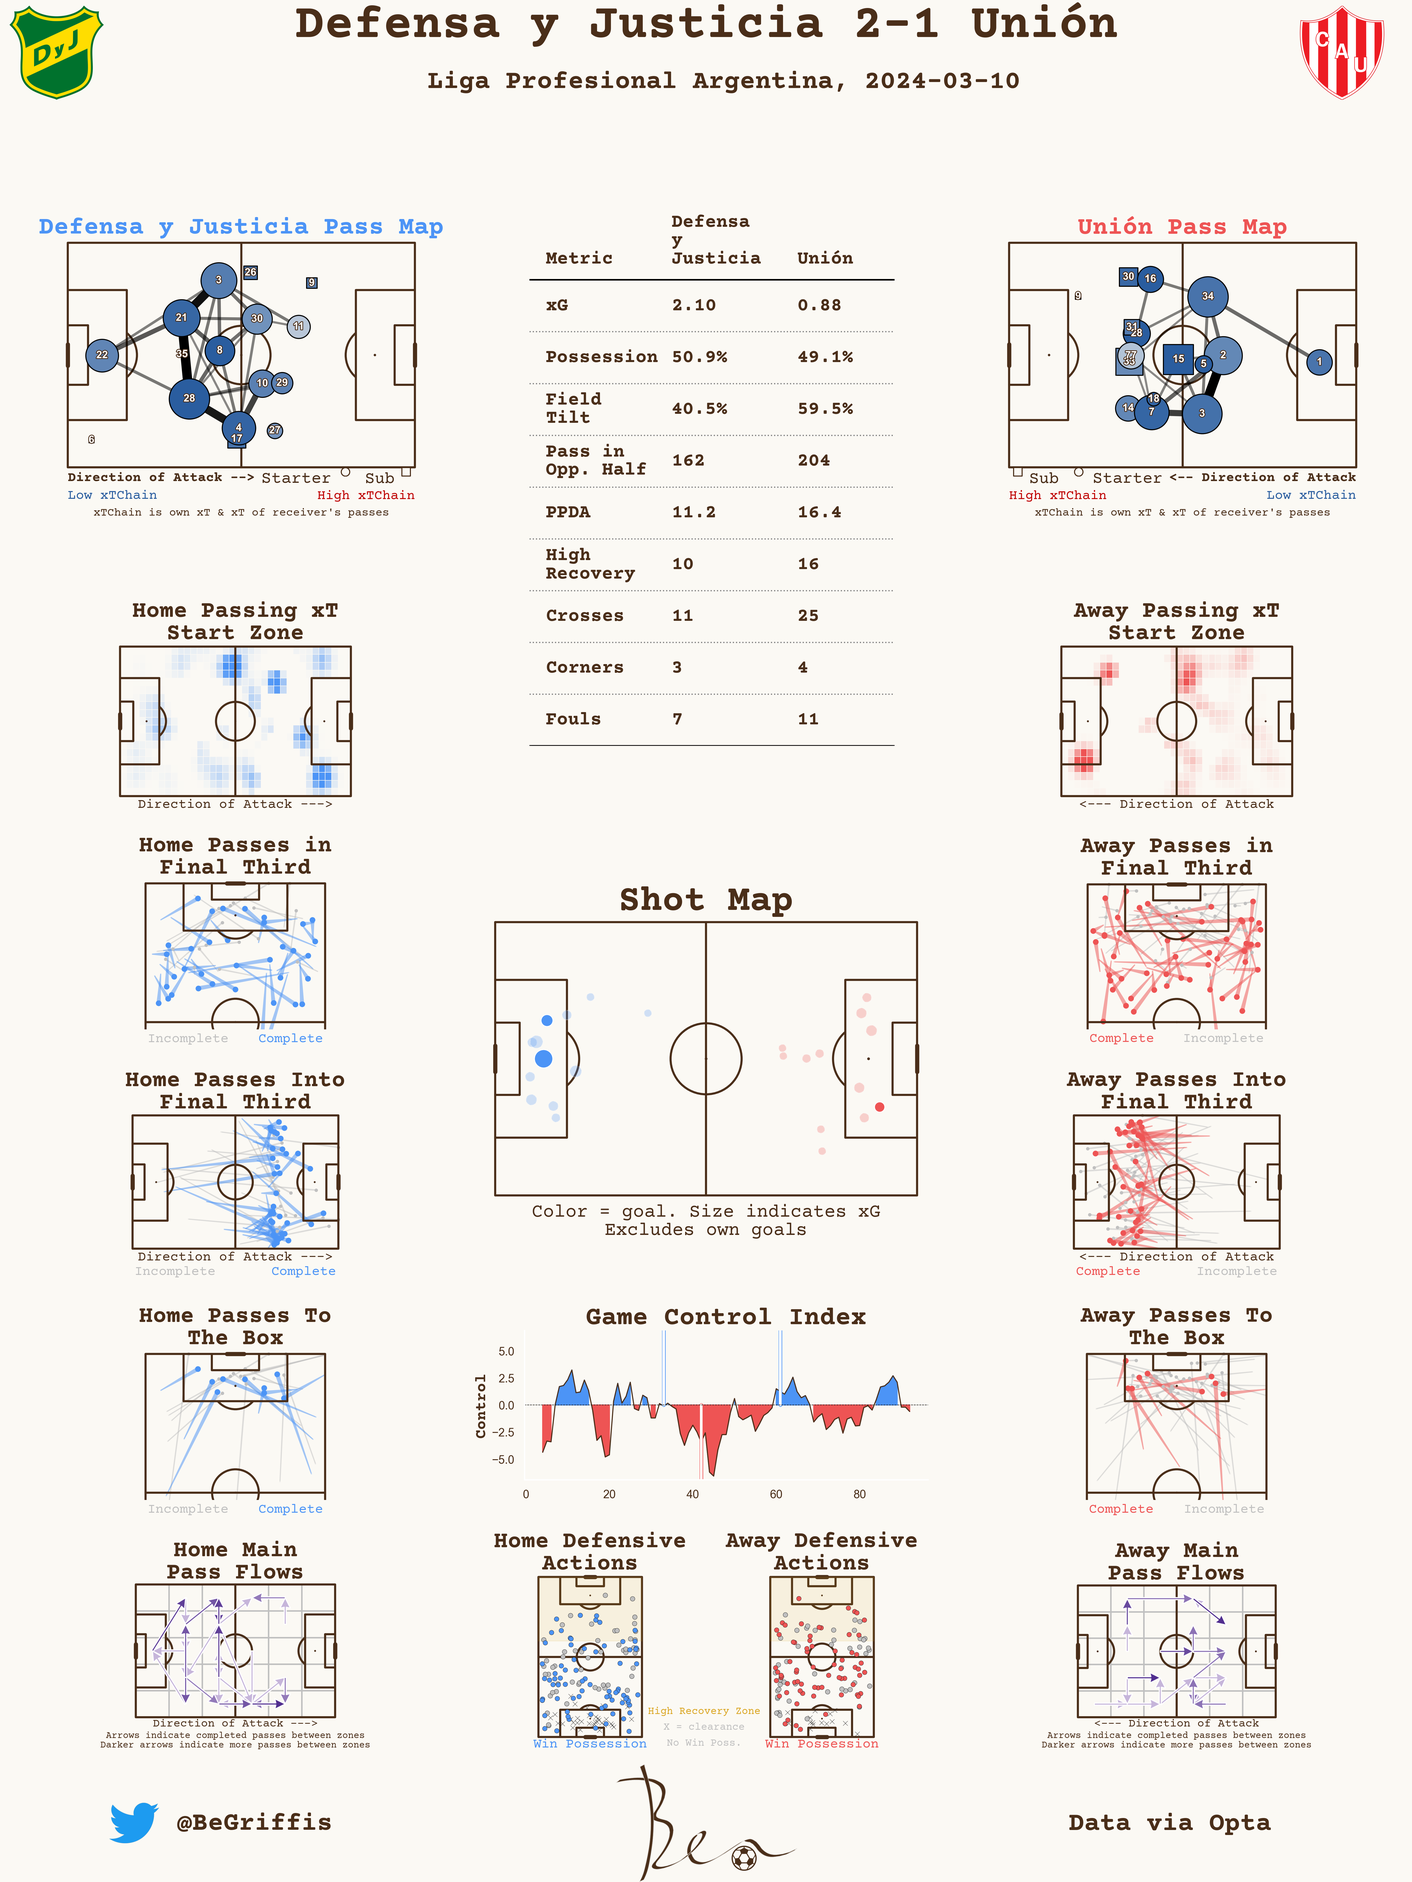 Defensa y Justicia 2-1 Unión
Liga Profesional Argentina, 2024-03-10
DyJ
CAU
Defensa y Justicia Pass Map
3
26
9
21
30
11
22
35
8
10
29
28
4
17
27
6
Direction of Attack --> Starter Sub
Low xTChain High xTChain
xTChain is own xT & xT of receiver's passes
Metric Defensa y Justicia Unión
xG 2.10 0.88
Possession 50.9% 49.1%
Field Tilt 40.5% 59.5%
Pass in Opp. Half 162 204
PPDA 11.2 16.4
High Recovery 10 16
Crosses 11 25
Corners 3 4
Fouls 7 11
Unión Pass Map
30
16
9
34
31
28
77
33
15
5
2
1
14
18
7
3
Sub Starter <-- Direction of Attack
High xTChain Low xTChain
xTChain is own xT & xT of receiver's passes
Home Passing xT
Start Zone
Direction of Attack --->
Away Passing xT
Start Zone
<--- Direction of Attack
Home Passes in
Final Third
Incomplete Complete
Shot Map
Color = goal. Size indicates xG
Excludes own goals
Away Passes in
Final Third
Complete Incomplete
Home Passes Into
Final Third
Direction of Attack --->
Incomplete Complete
Away Passes Into
Final Third
<--- Direction of Attack
Complete Incomplete
Home Passes To
The Box
Incomplete Complete
Game Control Index
Control
5.0
2.5
0.0
−2.5
−5.0
0 20 40 60 80
Away Passes To
The Box
Complete Incomplete
Home Main
Pass Flows
Direction of Attack --->
Arrows indicate completed passes between zones
Darker arrows indicate more passes between zones
Home Defensive
Actions
Win Possession
High Recovery Zone
X = clearance
No Win Poss.
Away Defensive
Actions
Win Possession
Away Main
Pass Flows
<--- Direction of Attack
Arrows indicate completed passes between zones
Darker arrows indicate more passes between zones
@BeGriffis
Ben
Data via Opta